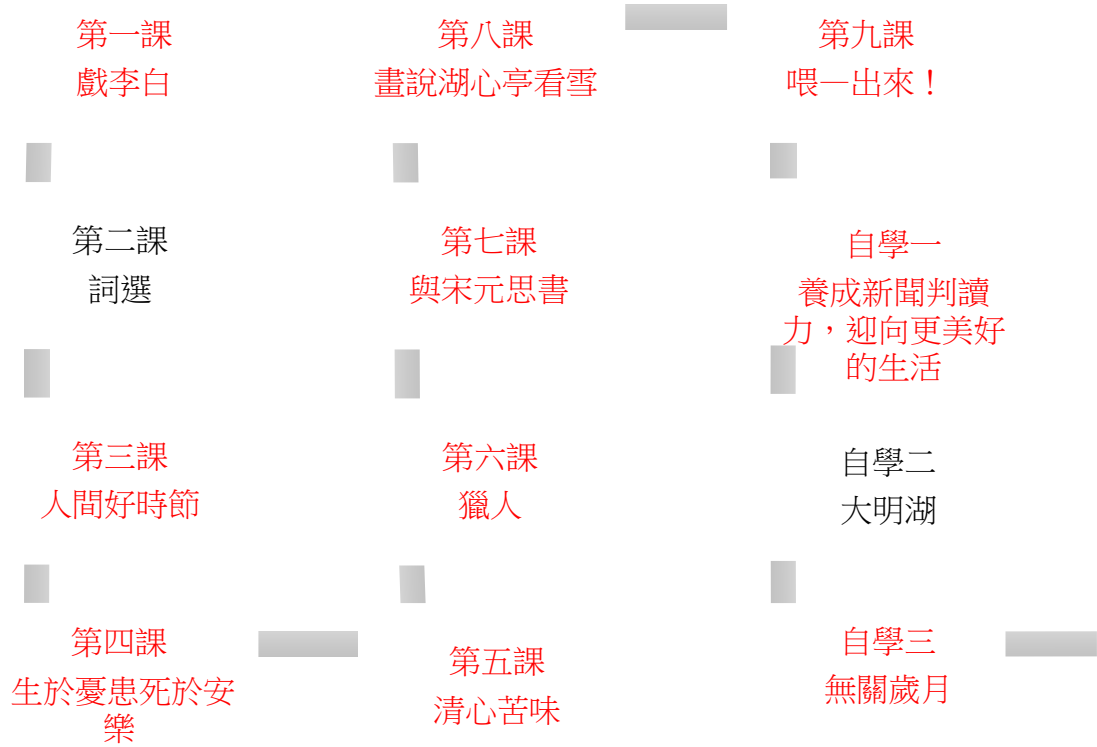 第一課
戲李白
第二課
詞選
第三課
人間好時節
第四課
生於憂患死於安
樂
第五課
清心苦味
第六課
獵人
第七課
與宋元思書
第八課
畫說湖心亭看雪
第九課
喂—出來！
自學一
養成新聞判讀
力，迎向更美好
的生活
自學二
大明湖
自學三
無關歲月